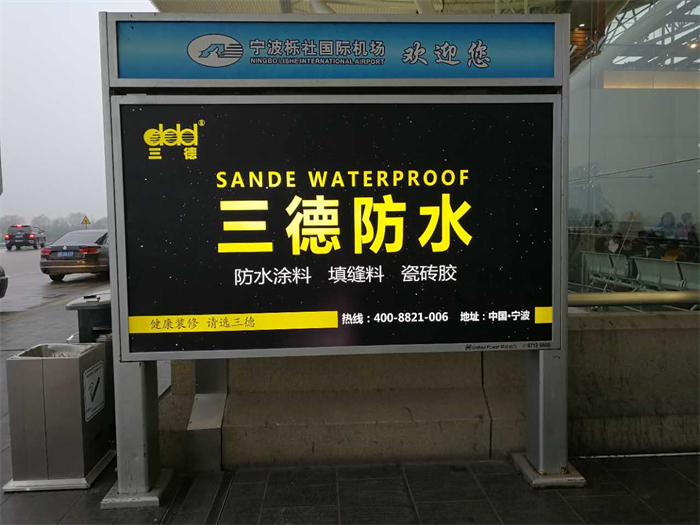 宁波栎社国际机场 欢迎您
NINGBO LISHE INTERNATIONAL AIRPORT
ddd®
三德
SANDE WATERPROOF
三德防水
防水涂料 填缝料 瓷砖胶
健康装修 请选三德 热线：400-8821-006 地址：中国·宁波